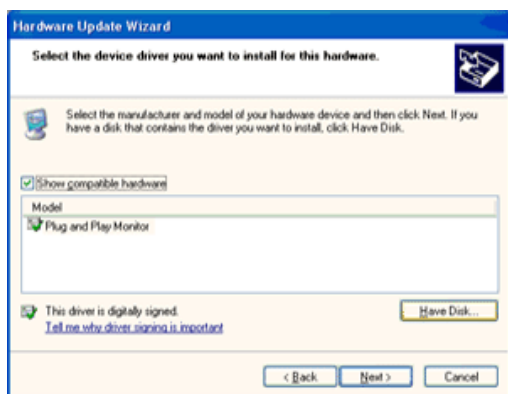 Hardware Update Wizard
Select the device driver you want to install for this hardware.
Select the manufacturer and model of your hardware device and then click Next. If you
have a disk that contains the driver you want to install, click Have Disk.
Show compatible hardware
Model
Plug and Play Monitor
This driver is digitally signed.
Have Disk...
Tell me why driver signing is important
< Back
Next >
Cancel